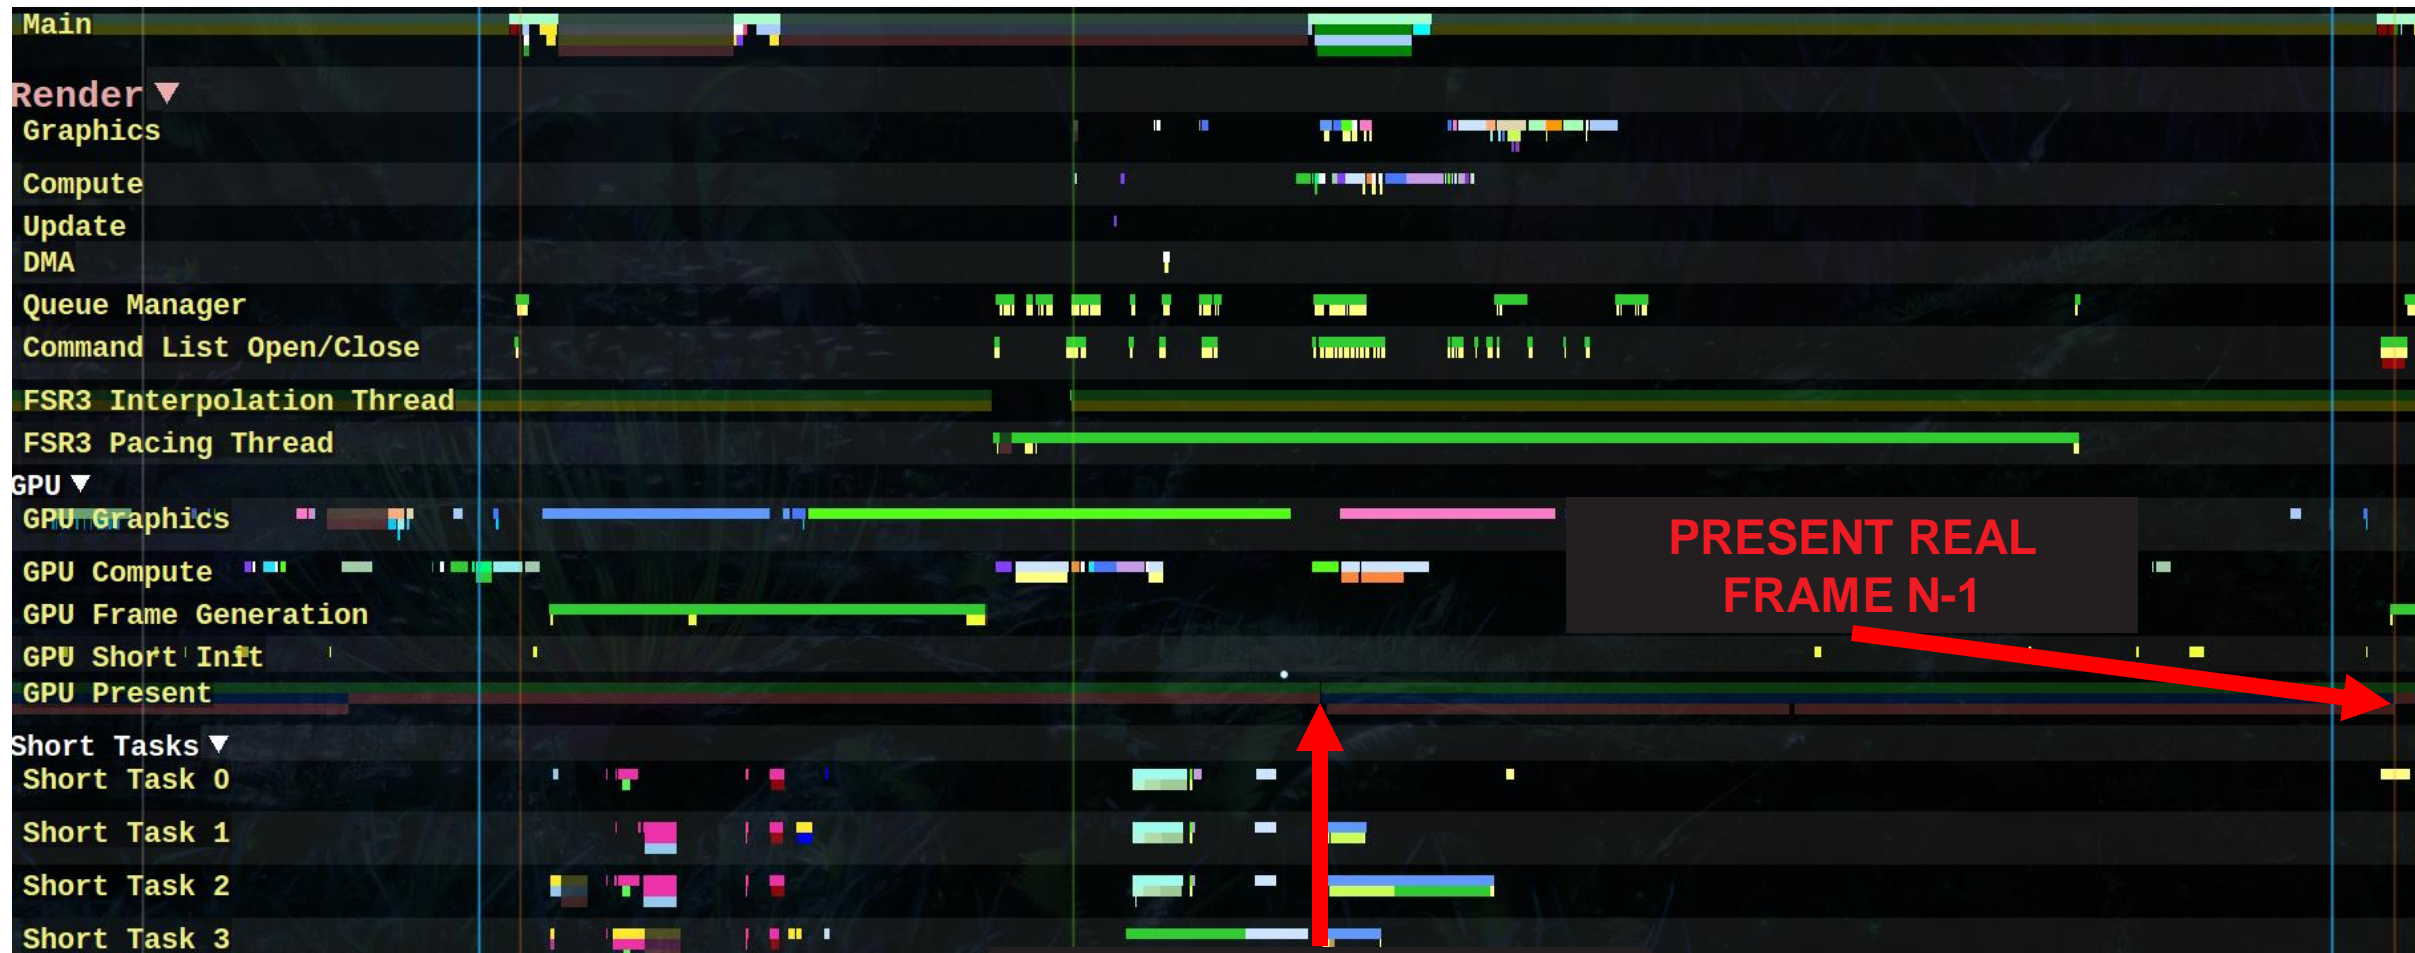 Main
Render
Graphics
Compute
Update
DMA
Queue Manager
Command List Open/Close
FSR3 Interpolation Thread
FSR3 Pacing Thread
GPU
GPU Graphics
PRESENT REAL
FRAME N-1
GPU Compute
GPU Frame Generation
GPU Short Init
GPU Present
Short Tasks
Short Task 0
Short Task 1
Short Task 2
Short Task 3